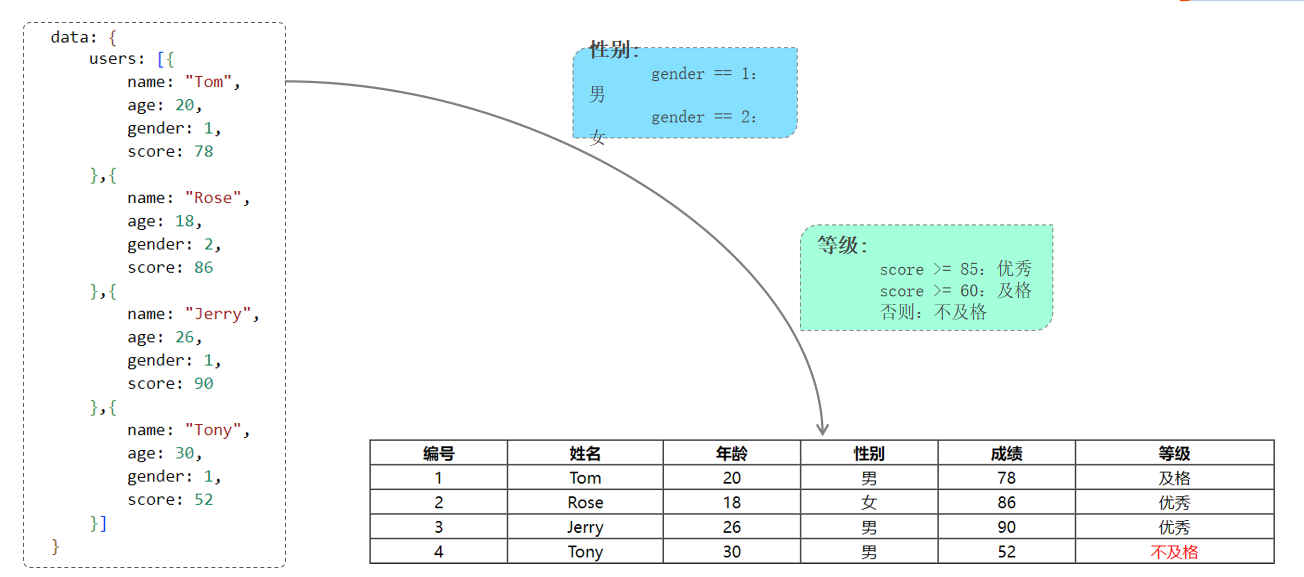 data: {
users: [{
name: "Tom",
age: 20,
gender: 1,
score: 78
},{
name: "Rose",
age: 18,
gender: 2,
score: 86
},{
name: "Jerry",
age: 26,
gender: 1,
score: 90
},{
name: "Tony",
age: 30,
gender: 1,
score: 52
}]
}
性别:
gender == 1:
男
gender == 2:
女
等级:
score >= 85: 优秀
score >= 60: 及格
否则: 不及格
编号 姓名 年龄 性别 成绩 等级
1 Tom 20 男 78 及格
2 Rose 18 女 86 优秀
3 Jerry 26 男 90 优秀
4 Tony 30 男 52 不及格